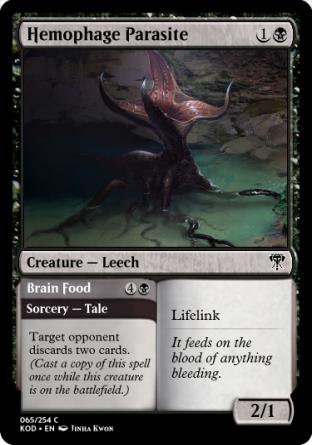 Hemophage Parasite 1
Creature — Leech
Brain Food 4
Sorcery — Tale
Target opponent
discards two cards.
(Cast a copy of this spell
once while this creature
is on the battlefield.)
Lifelink
It feeds on the
blood of anything
bleeding.
2/1
065/254 C
KOD • EN Jinha Kwon